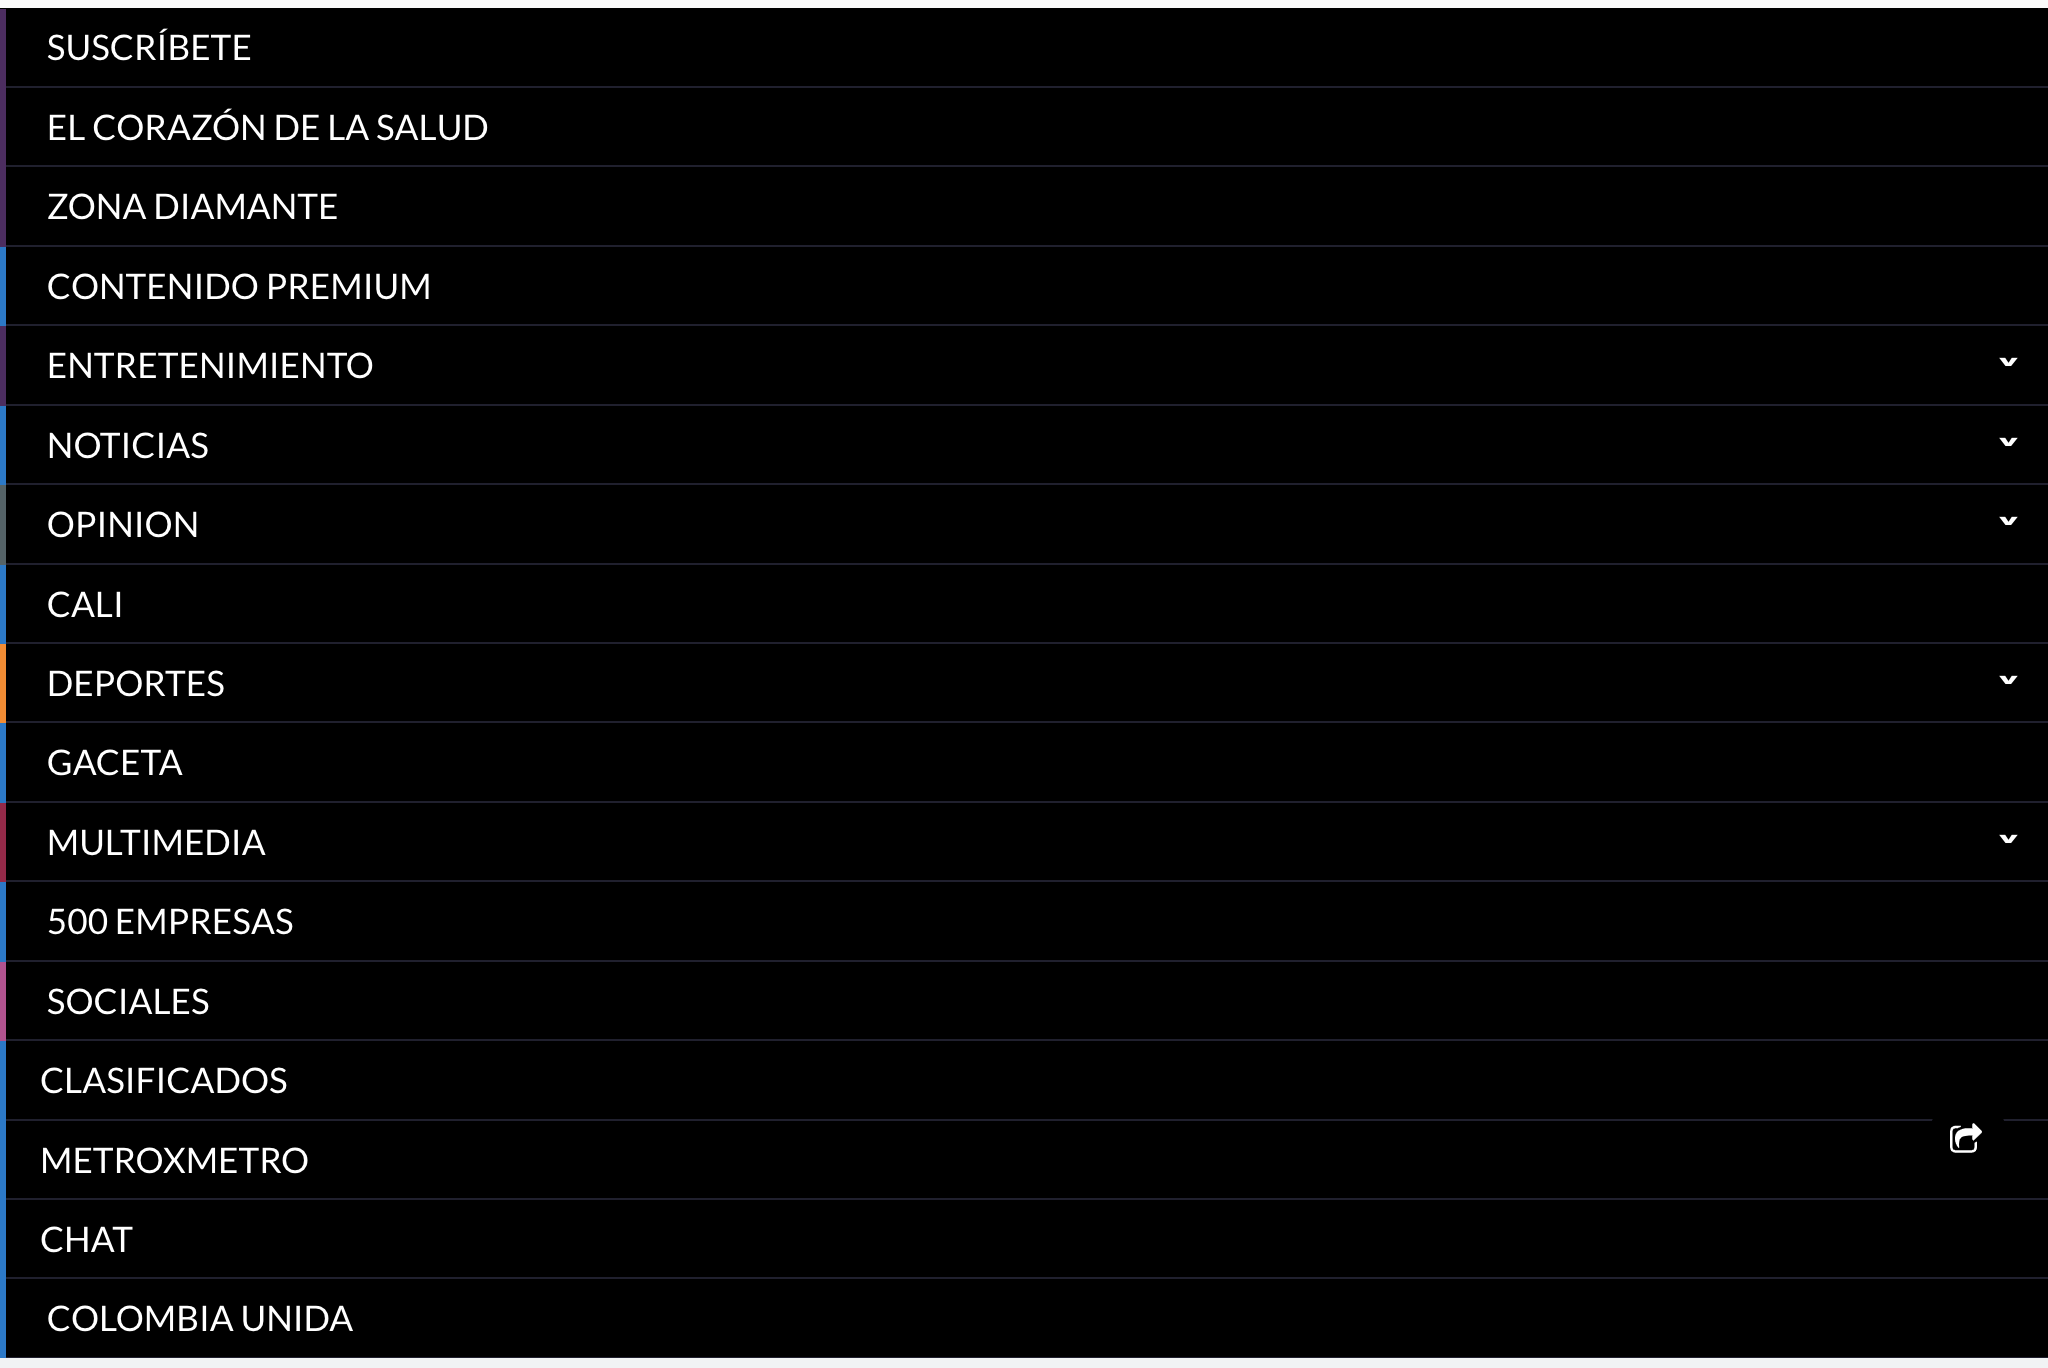 SUSCRÍBETE
EL CORAZÓN DE LA SALUD
ZONA DIAMANTE
CONTENIDO PREMIUM
ENTRETENIMIENTO
NOTICIAS
OPINION
CALI
DEPORTES
GACETA
MULTIMEDIA
500 EMPRESAS
SOCIALES
CLASIFICADOS
METROXMETRO
CHAT
COLOMBIA UNIDA